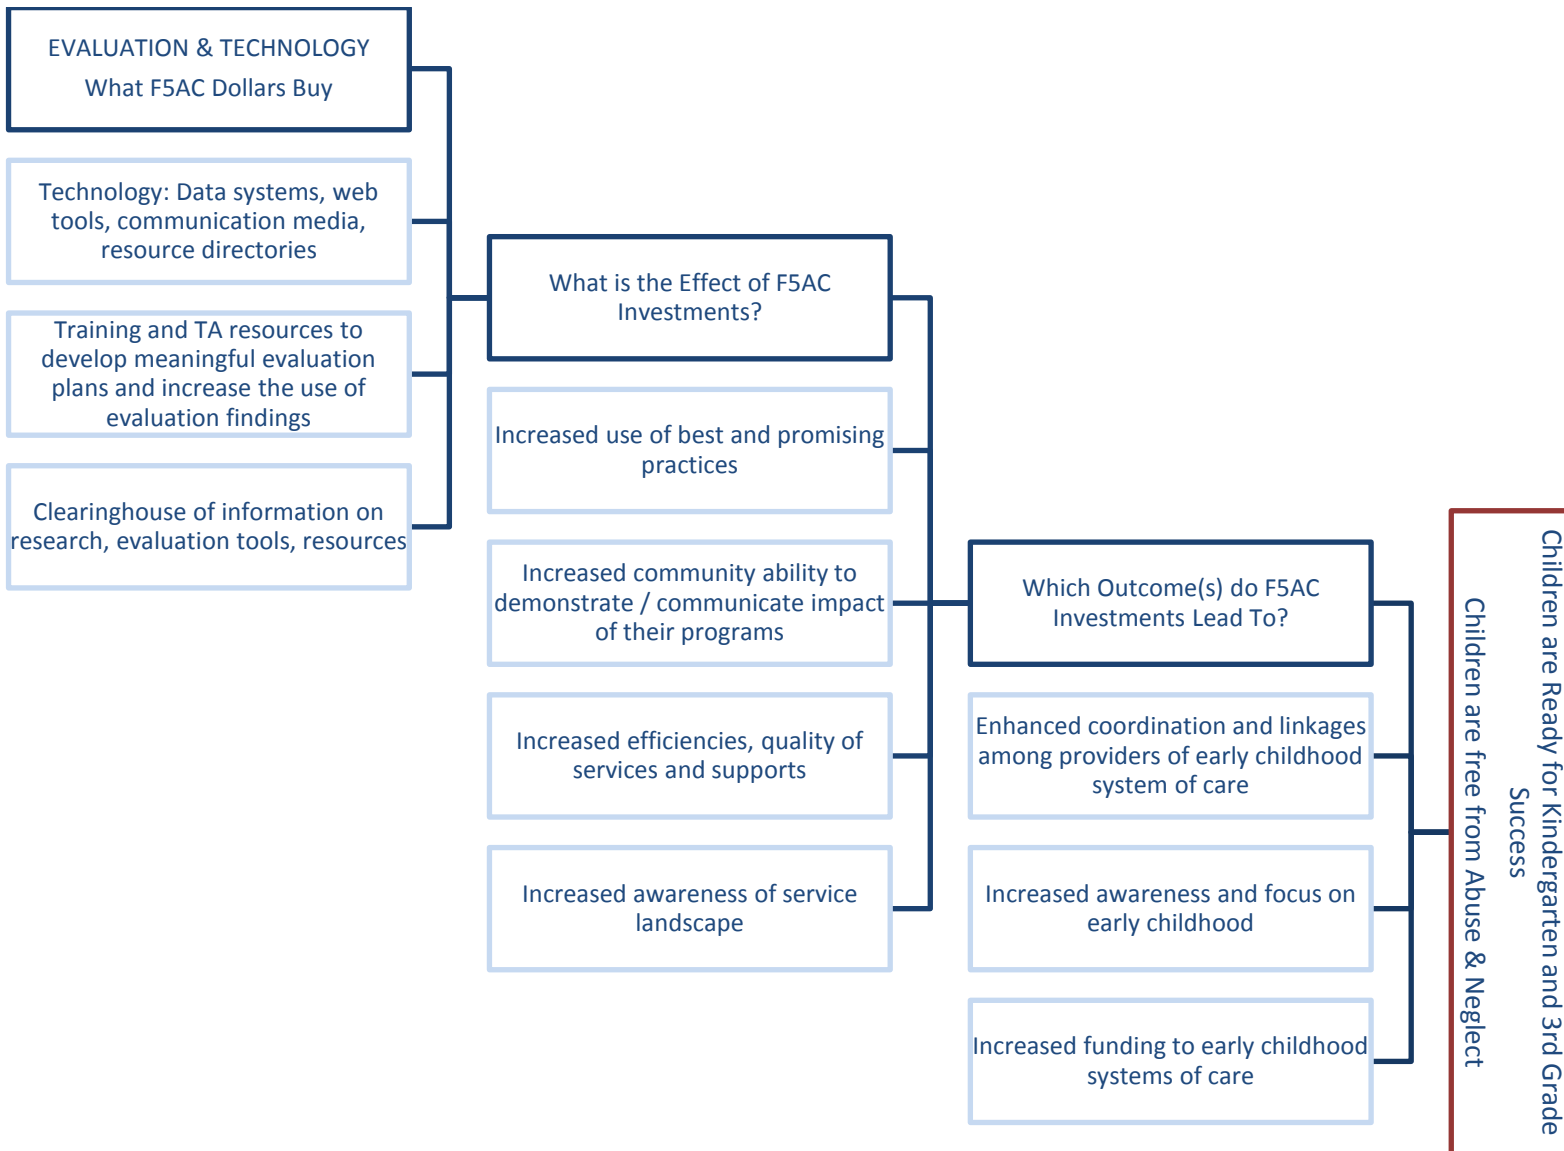 EVALUATION & TECHNOLOGY
What F5AC Dollars Buy
Technology: Data systems, web
tools, communication media,
resource directories
Training and TA resources to
develop meaningful evaluation
plans and increase the use of
evaluation findings
Clearinghouse of information on
research, evaluation tools, resources
What is the Effect of F5AC
Investments?
Increased use of best and promising
practices
Increased community ability to
demonstrate / communicate impact
of their programs
Increased efficiencies, quality of
services and supports
Increased awareness of service
landscape
Which Outcome(s) do F5AC
Investments Lead To?
Enhanced coordination and linkages
among providers of early childhood
system of care
Increased awareness and focus on
early childhood
Increased funding to early childhood
systems of care
Children are Ready for Kindergarten and 3rd Grade
Success
Children are free from Abuse & Neglect